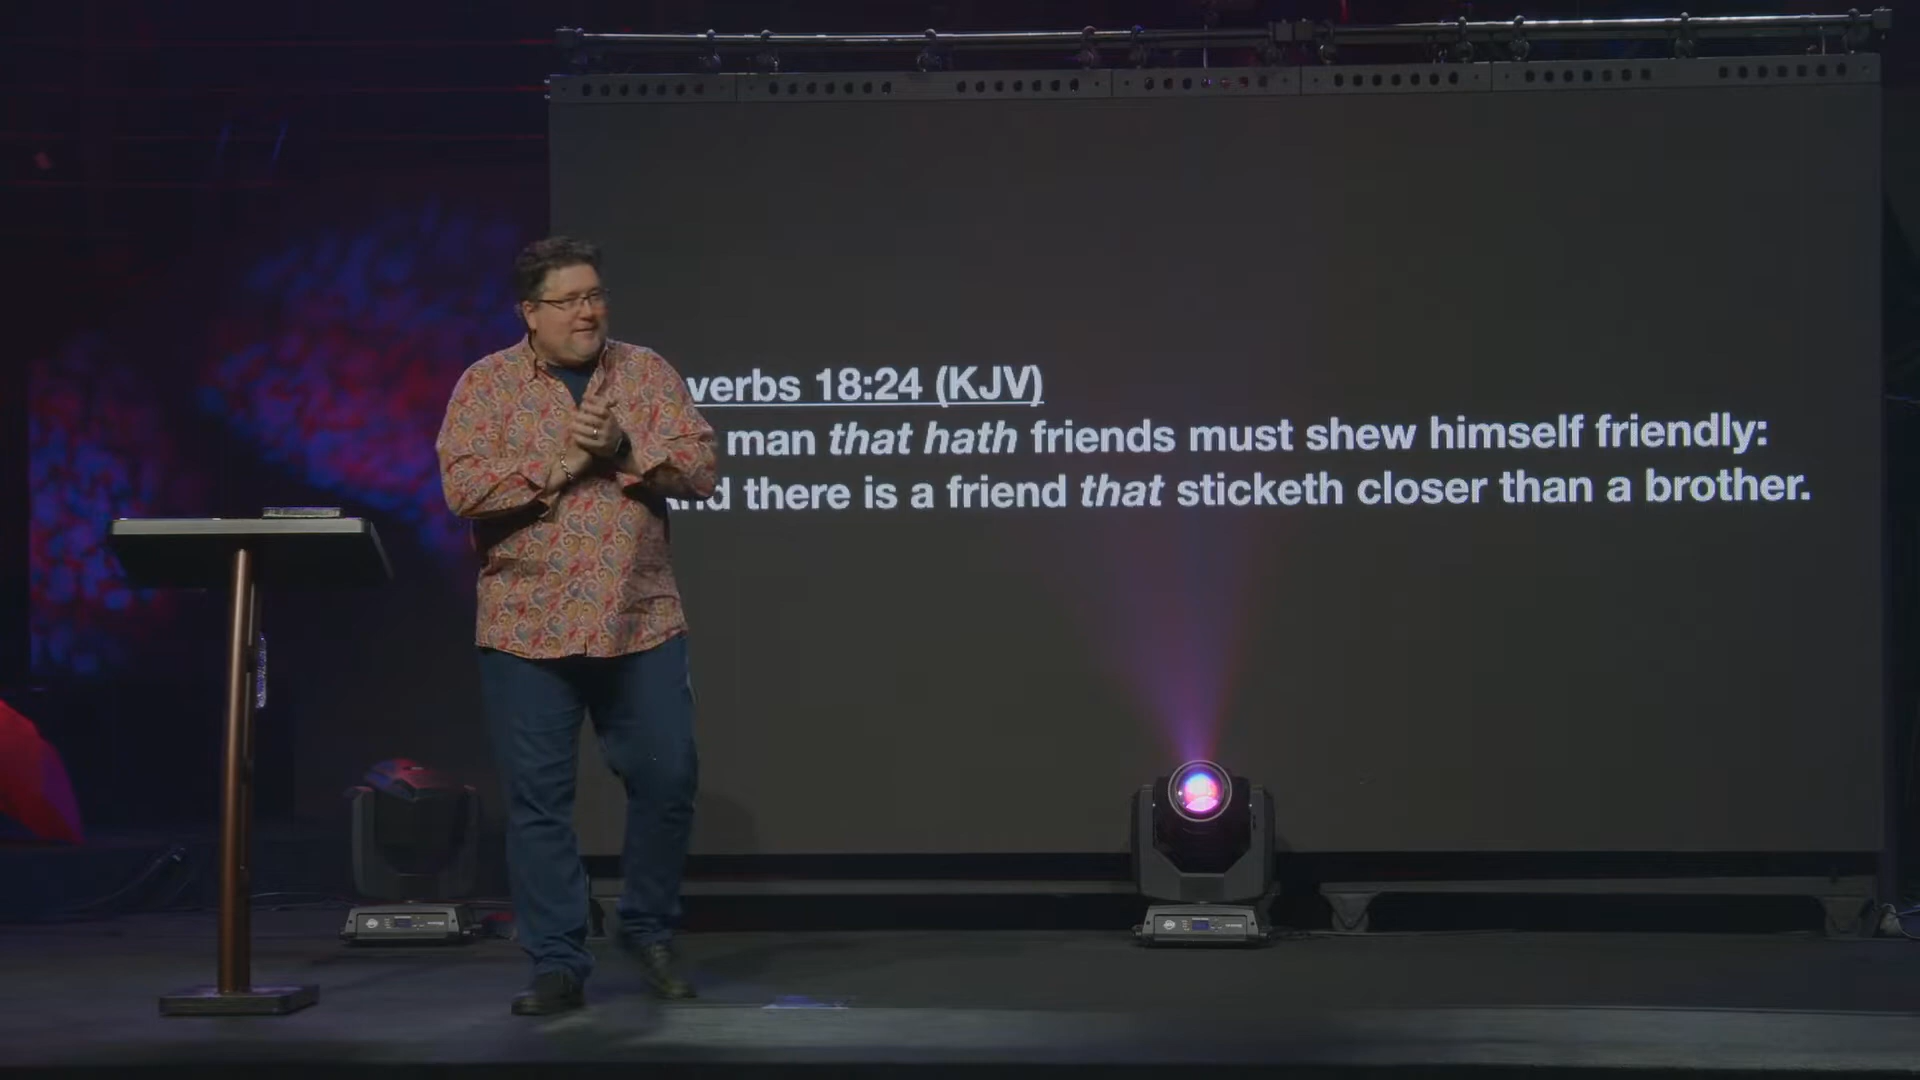 verbs 18:24 (KJV)
man that hath friends must shew himself friendly:
there is a friend that sticketh closer than a brother.